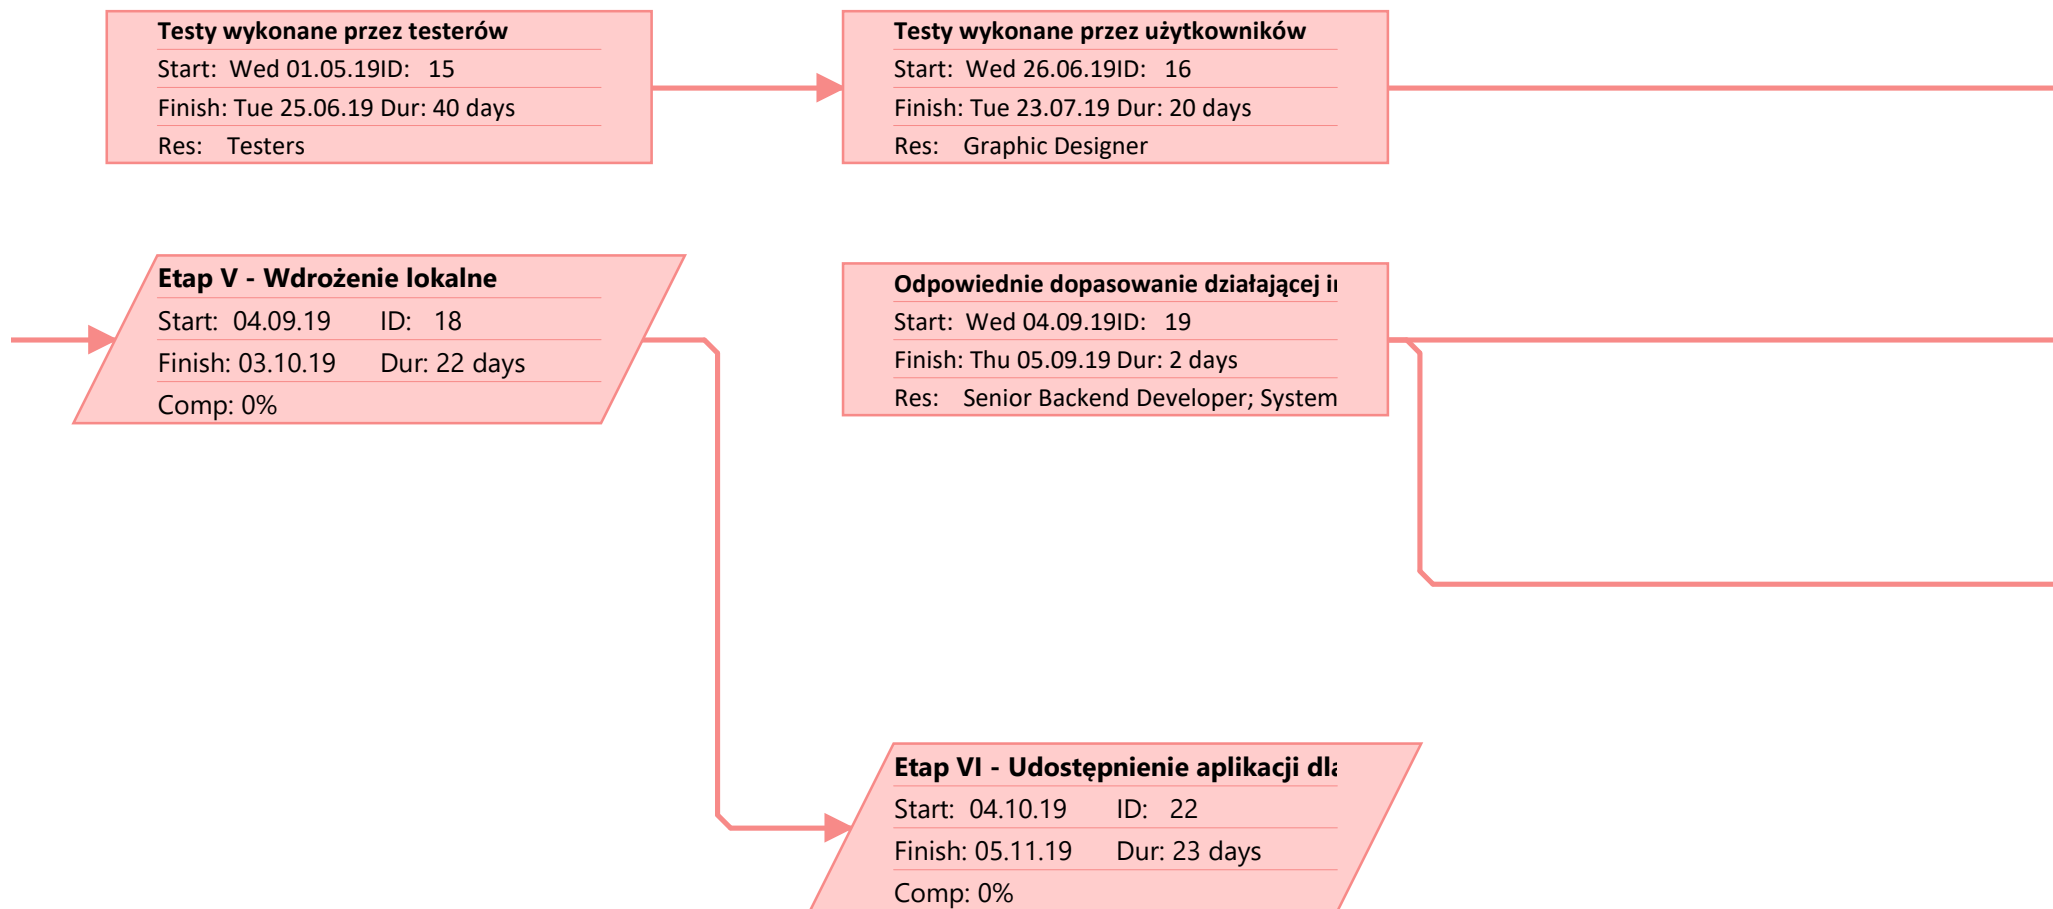 Testy wykonane przez testerów
Start: Wed 01.05.19ID: 15
Finish: Tue 25.06.19 Dur: 40 days
Res: Testers
Testy wykonane przez użytkowników
Start: Wed 26.06.19ID: 16
Finish: Tue 23.07.19 Dur: 20 days
Res: Graphic Designer
Etap V - Wdrożenie lokalne
Start: 04.09.19 ID: 18
Finish: 03.10.19 Dur: 22 days
Comp: 0%
Odpowiednie dopasowanie działającej
Start: Wed 04.09.19ID: 19
Finish: Thu 05.09.19 Dur: 2 days
Res: Senior Backend Developer; System
Etap VI - Udostępnienie aplikacji dla
Start: 04.10.19 ID: 22
Finish: 05.11.19 Dur: 23 days
Comp: 0%